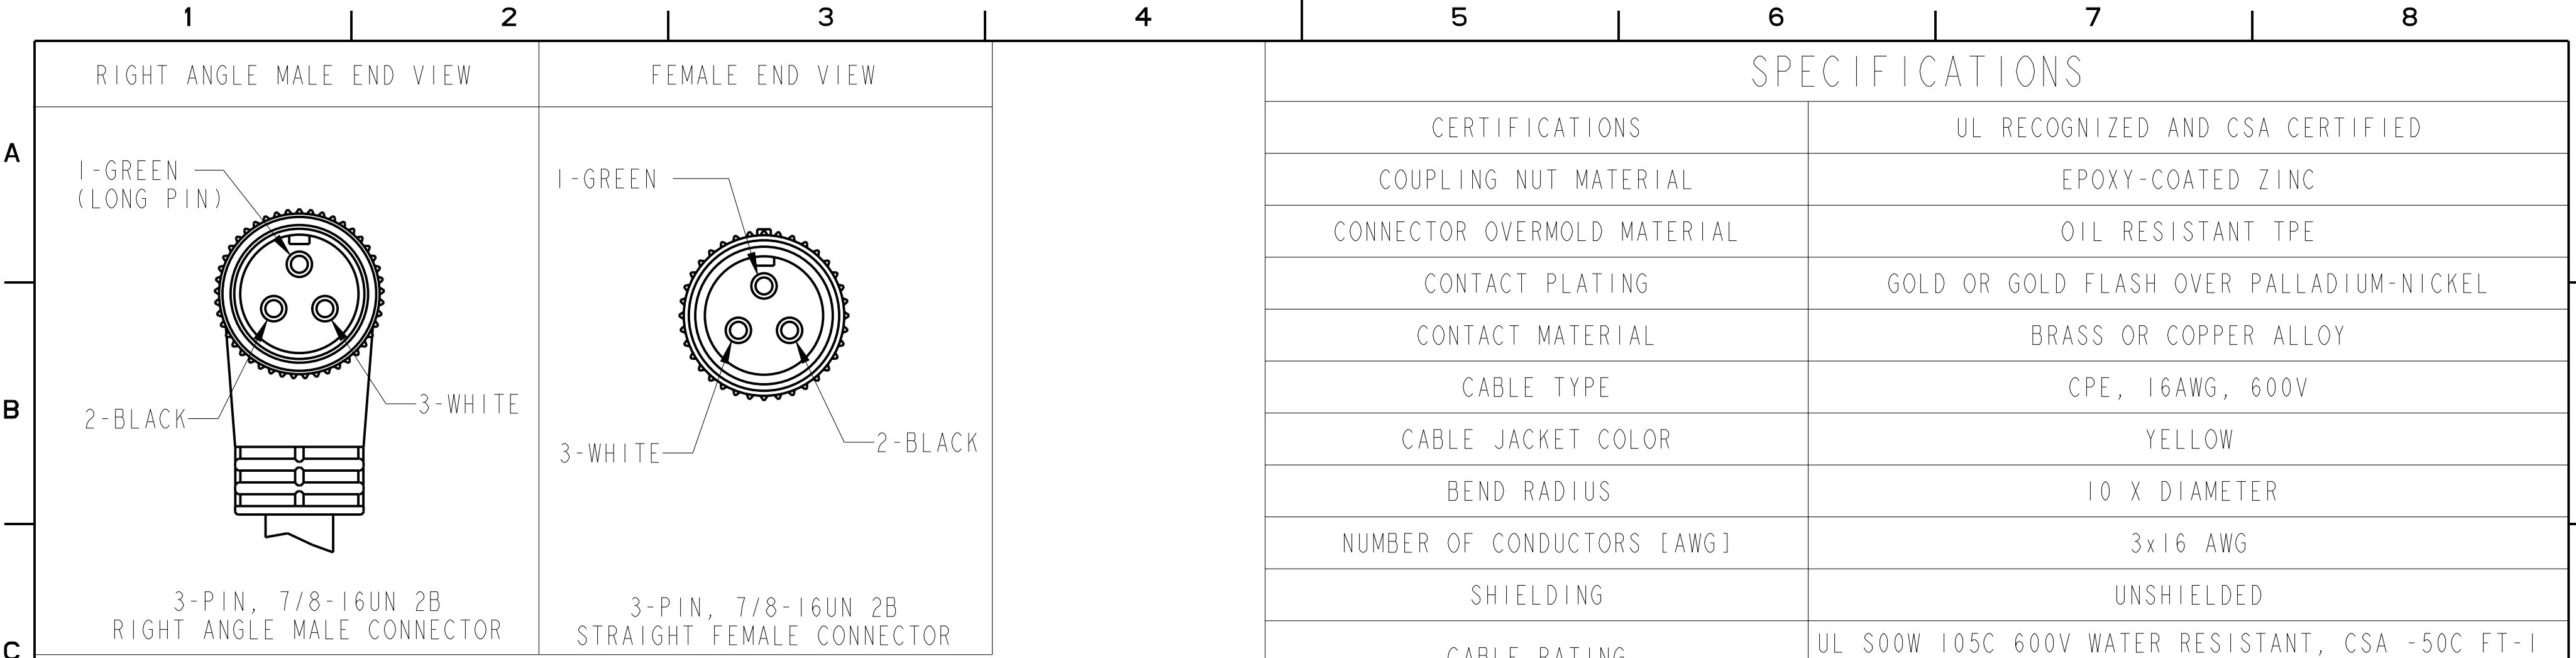 1 2 3 4 5 6 7 8
A
B
C
RIGHT ANGLE MALE END VIEW
1-GREEN
(LONG PIN)
2-BLACK
3-WHITE
3-PIN, 7/8-16UN 2B
RIGHT ANGLE MALE CONNECTOR
FEMALE END VIEW
1-GREEN
3-WHITE
2-BLACK
3-PIN, 7/8-16UN 2B
STRAIGHT FEMALE CONNECTOR
SPECIFICATIONS
CERTIFICATIONS UL RECOGNIZED AND CSA CERTIFIED
COUPLING NUT MATERIAL EPOXY-COATED ZINC
CONNECTOR OVERMOLD MATERIAL OIL RESISTANT TPE
CONTACT PLATING GOLD OR GOLD FLASH OVER PALLADIUM-NICKEL
CONTACT MATERIAL BRASS OR COPPER ALLOY
CABLE TYPE CPE, 16AWG, 600V
CABLE JACKET COLOR YELLOW
BEND RADIUS 10 X DIAMETER
NUMBER OF CONDUCTORS [AWG] 3x16 AWG
SHIELDING UNSHIELDED
CABLE RATING UL SOOW 105C 600V WATER RESISTANT, CSA -50C FT-1